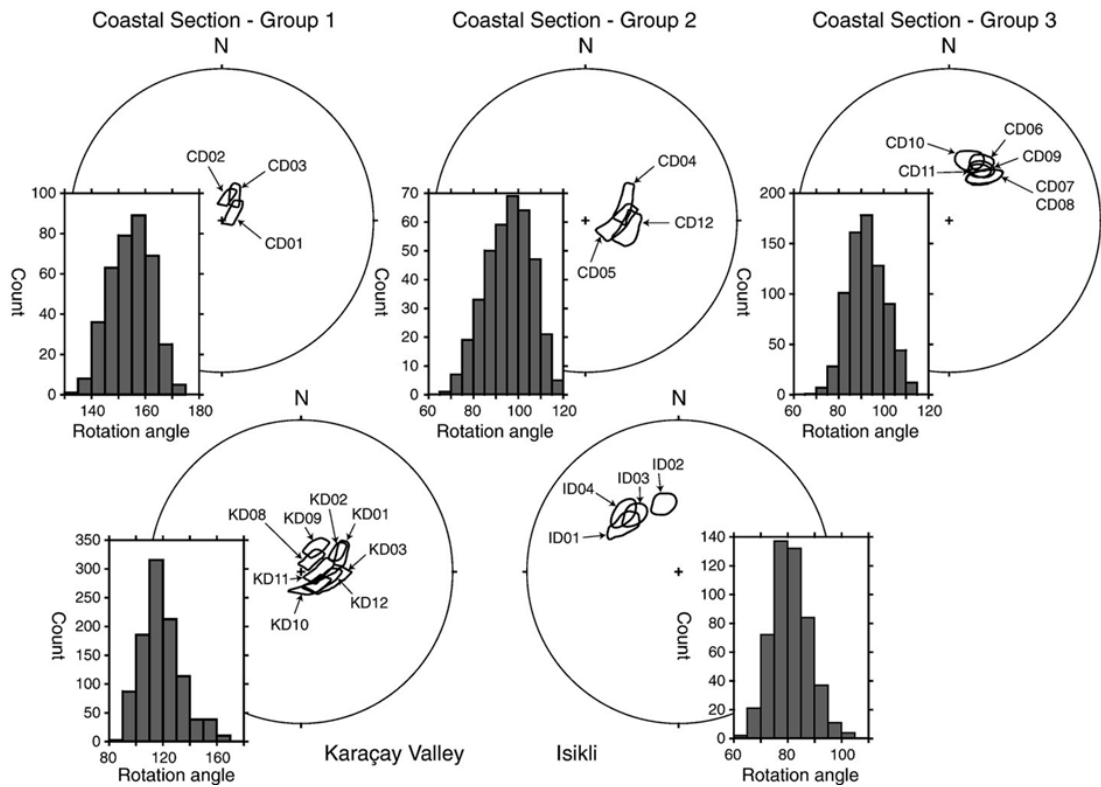 Coastal Section - Group 1
N
CD02
CD03
CD01
100
80
60
40
20
0
Count
140
160
180
Rotation angle
Coastal Section - Group 2
N
CD04
CD12
CD05
70
60
50
40
30
20
10
0
Count
60
80
100
120
Rotation angle
Coastal Section - Group 3
N
CD10
CD06
CD09
CD11
CD07
CD08
200
150
100
50
0
Count
60
80
100
120
Rotation angle
N
KD02
KD08
KD09
KD01
KD03
KD11
KD12
KD10
350
300
250
200
150
100
50
0
Count
80
120
160
Rotation angle
Karaçay Valley
N
ID02
ID03
ID04
ID01
140
120
100
80
60
40
20
0
Count
60
80
100
Rotation angle
Isikli